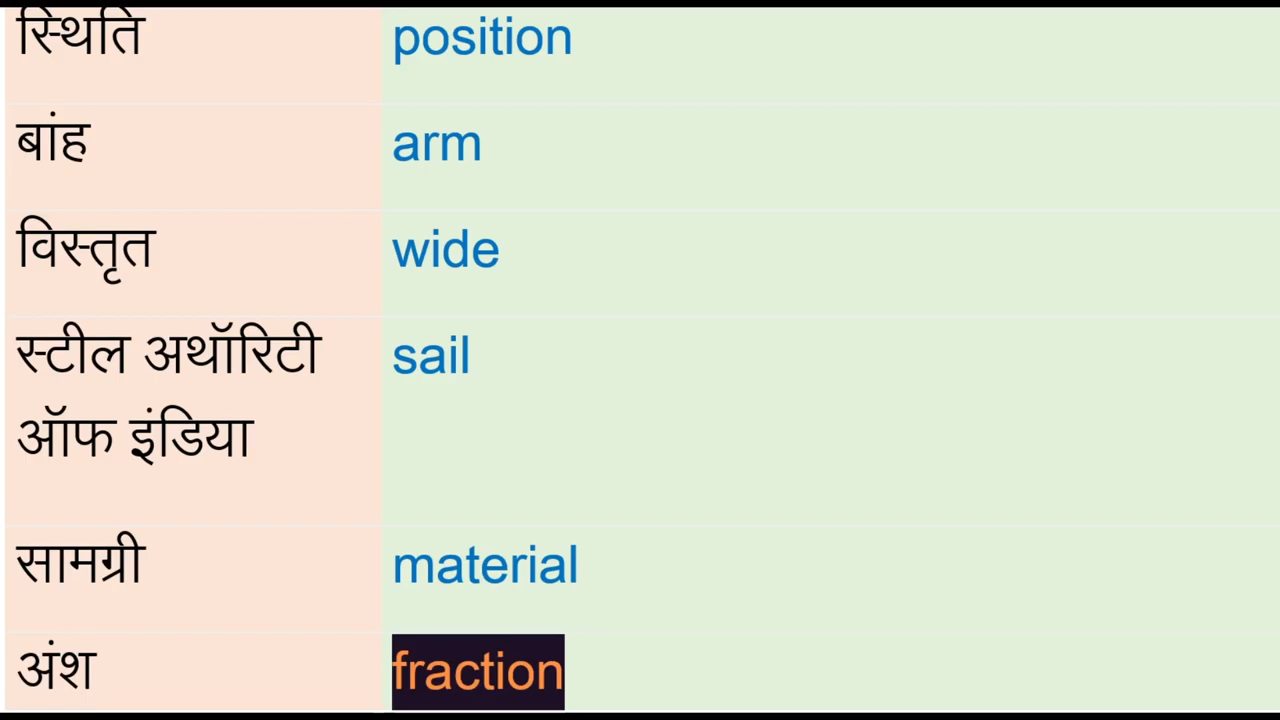 स्थिति position
बांह arm
विस्तृत wide
स्टील अथॉरिटी sail
ऑफ इंडिया
सामग्री material
अंश fraction